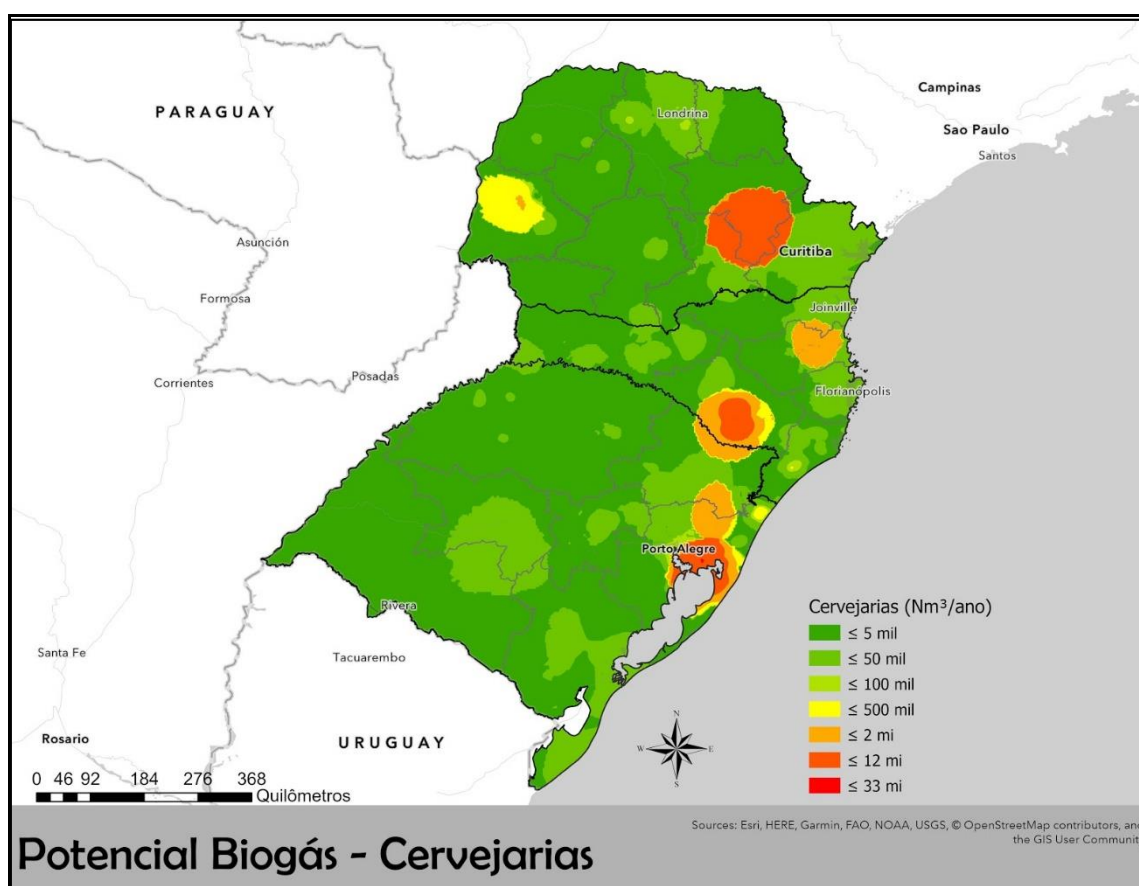 Campinas
PARAGUAY
Londrina
Sao Paulo
Santos
Asunción
Curitiba
Formosa
Joinville
Posadas
Corrientes
Florianópolis
Porto Alegre
Rivera
Cervejarias (Nm³/ano)
≤ 5 mil
≤ 50 mil
≤ 100 mil
≤ 500 mil
≤ 2 mi
≤ 12 mi
≤ 33 mi
Santa Fe
Tacuarembo
N
W E
S
Rosario
URUGUAY
0 46 92 184 276 368
Quilômetros
Sources: Esri, HERE, Garmin, FAO, NOAA, USGS, © OpenStreetMap contributors, and
the GIS User Communit
Potencial Biogás - Cervejarias